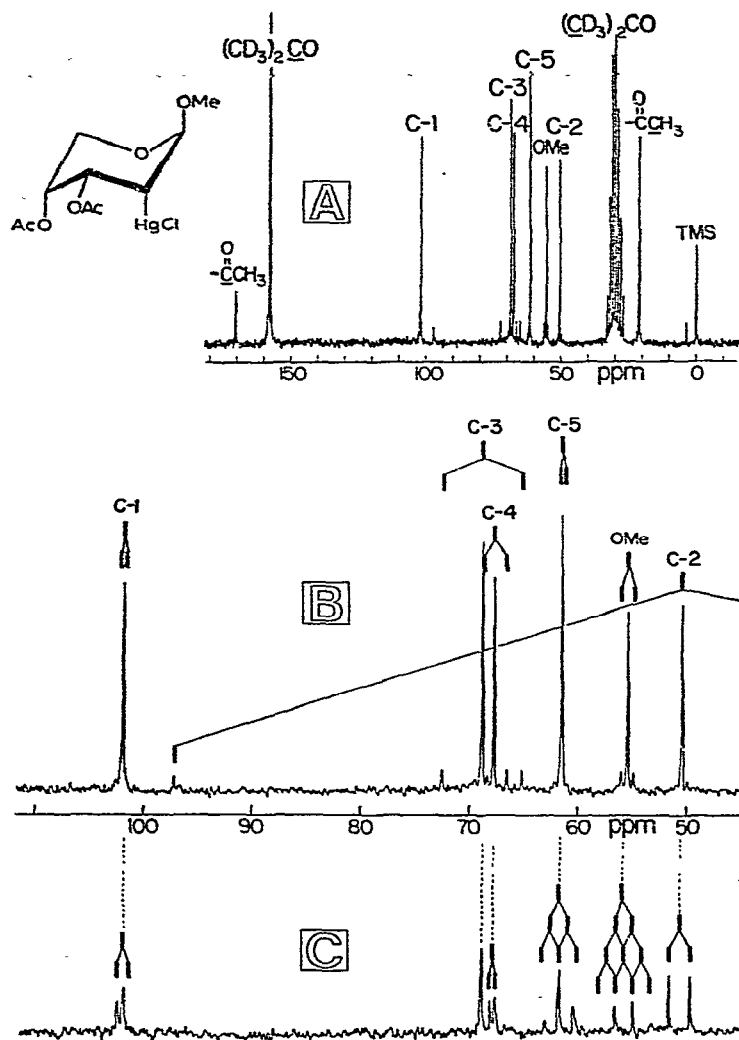 (CD₃)₂CO
(CD₃)₂CO
C-5
C-3
C-4
C-1
OMe
C-2
O
-CCH₃
TMS
OMe
O
AcO
OAc
HgCl
A
O
-CCH₃
150
100
50
ppm
0
C-3
C-5
C-1
C-4
OMe
C-2
B
100
90
80
70
60
ppm
50
C